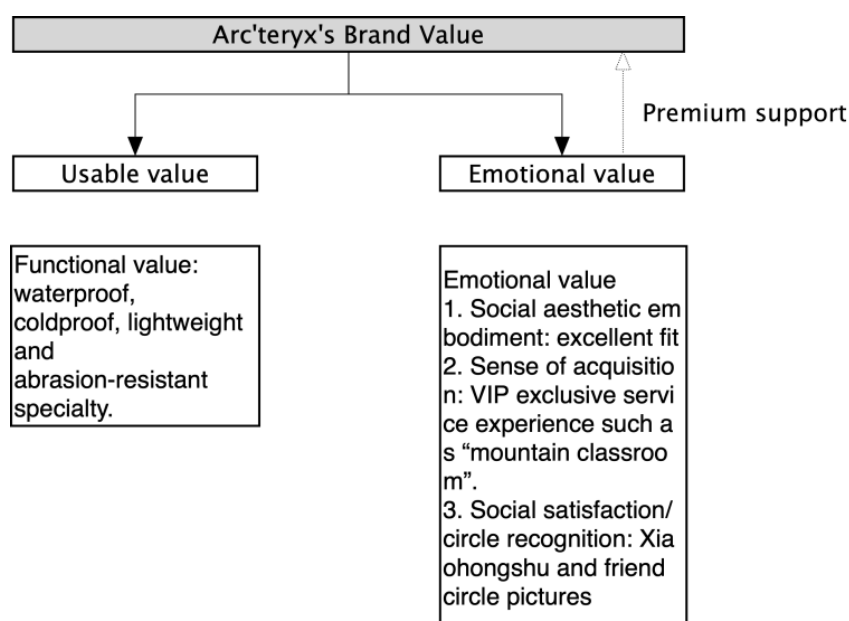 Arc'teryx's Brand Value
Premium support
Usable value
Emotional value
Functional value:
waterproof,
coldproof, lightweight
and
abrasion-resistant
specialty.
Emotional value
1. Social aesthetic em
bodiment: excellent fit
2. Sense of acquisitio
n: VIP exclusive servi
ce experience such a
s “mountain classroo
m”.
3. Social satisfaction/
circle recognition: Xia
ohongshu and friend
circle pictures